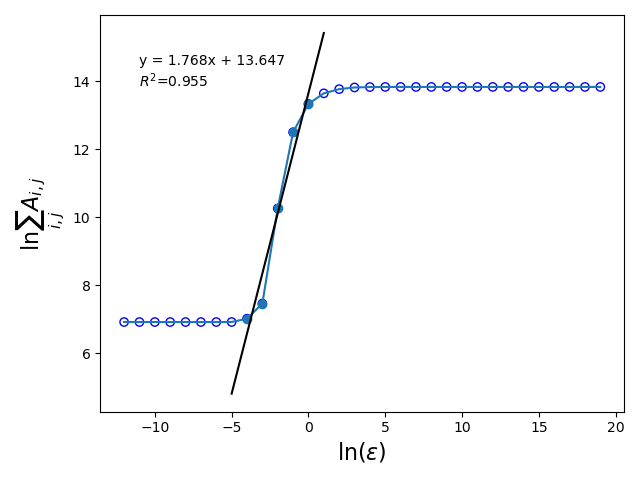 y = 1.768x + 13.647
R²=0.955
14
12
10
8
6
ln∑A_{i,j}
i,j
−10
−5
0
5
10
15
20
ln(ε)